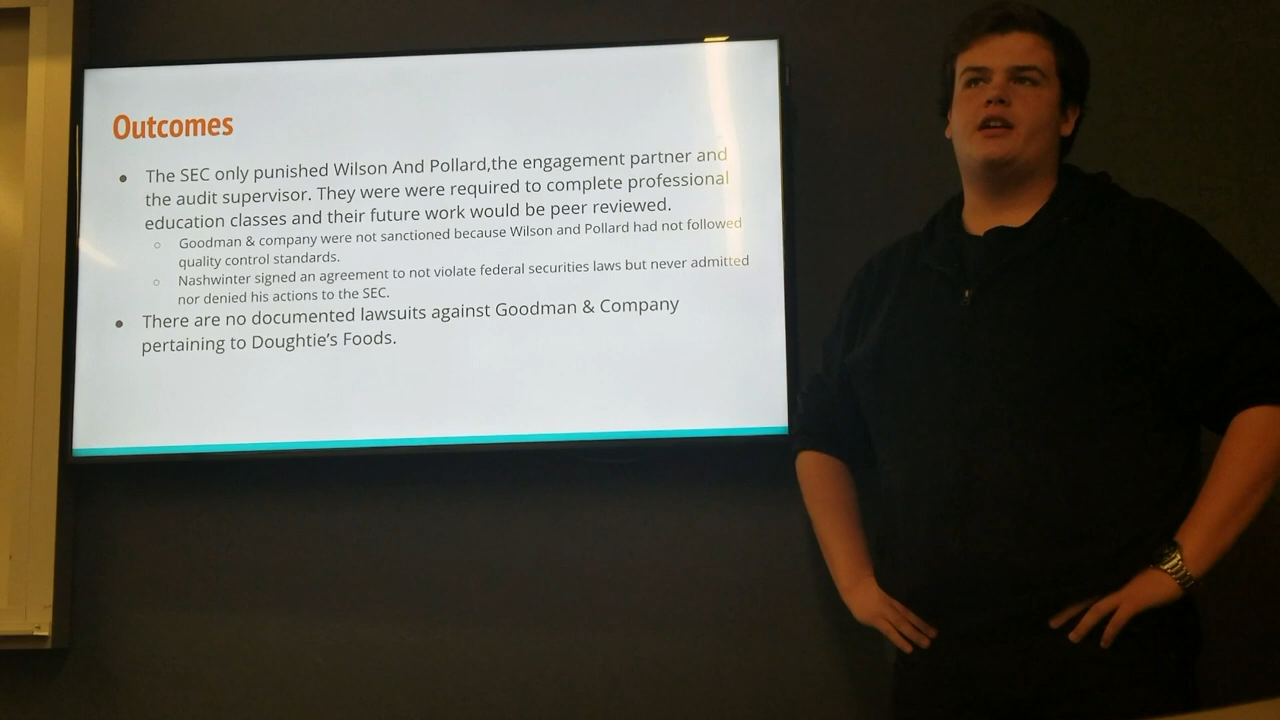 Outcomes
● The SEC only punished Wilson And Pollard,the engagement partner and
the audit supervisor. They were were required to complete professional
education classes and their future work would be peer reviewed.
○ Goodman & company were not sanctioned because Wilson and Pollard had not followed
quality control standards.
○ Nashwinter signed an agreement to not violate federal securities laws but never admitted
nor denied his actions to the SEC.
● There are no documented lawsuits against Goodman & Company
pertaining to Doughtie’s Foods.